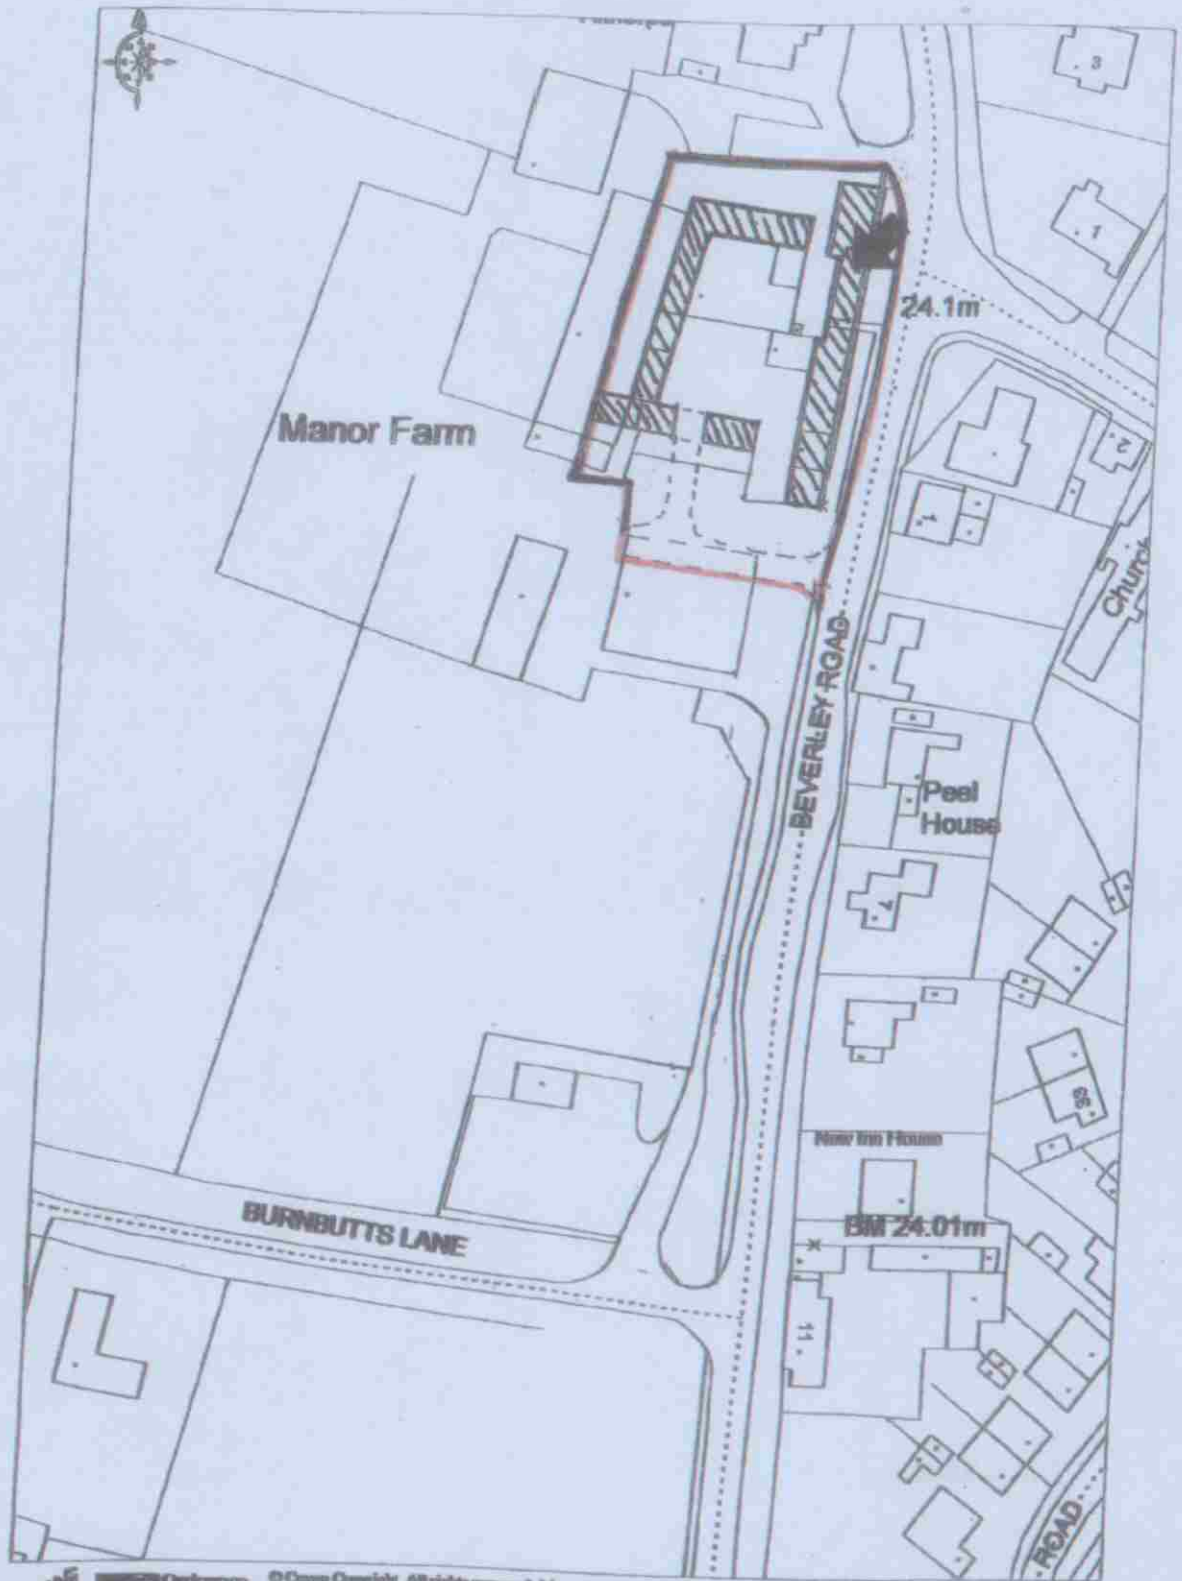 3
1
24.1m
Manor Farm
2
1
Church
BEVERLEY ROAD
Peel
House
7
39
New Inn House
BURNBUTTS LANE
BM 24.01m
11
ROAD